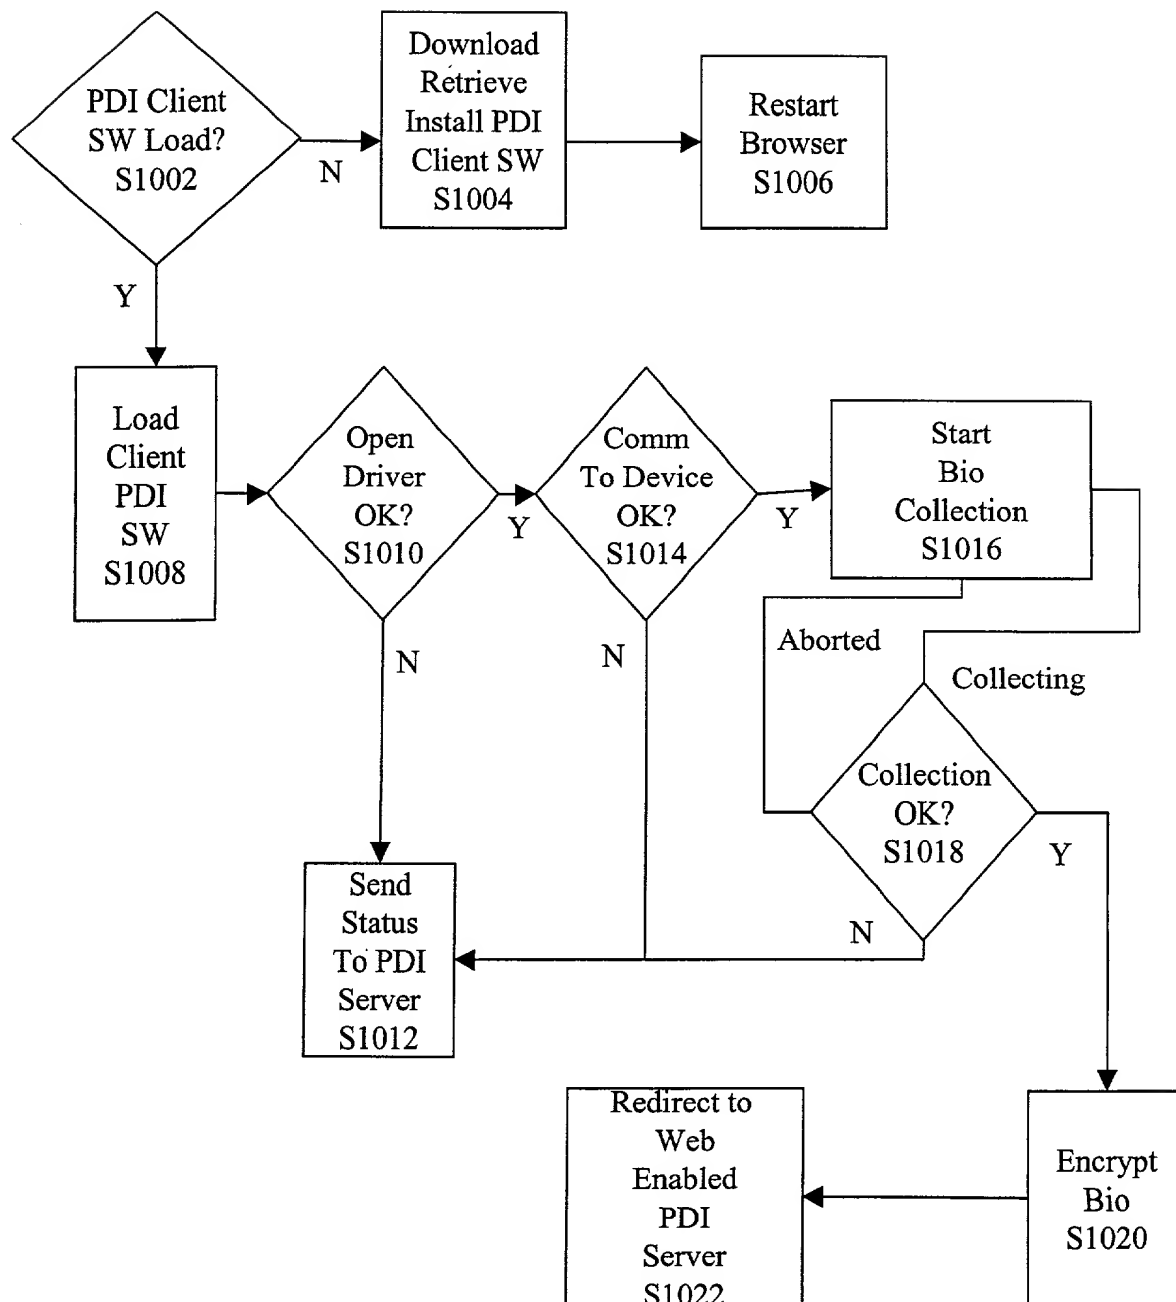 PDI Client
SW Load?
S1002
N
Y
Download
Retrieve
Install PDI
Client SW
S1004
Restart
Browser
S1006
Load
Client
PDI
SW
S1008
Open
Driver
OK?
S1010
Y
N
Comm
To Device
OK?
S1014
Y
N
Start
Bio
Collection
S1016
Aborted
Collecting
Collection
OK?
S1018
Y
N
Send
Status
To PDI
Server
S1012
Encrypt
Bio
S1020
Redirect to
Web
Enabled
PDI
Server
S1022